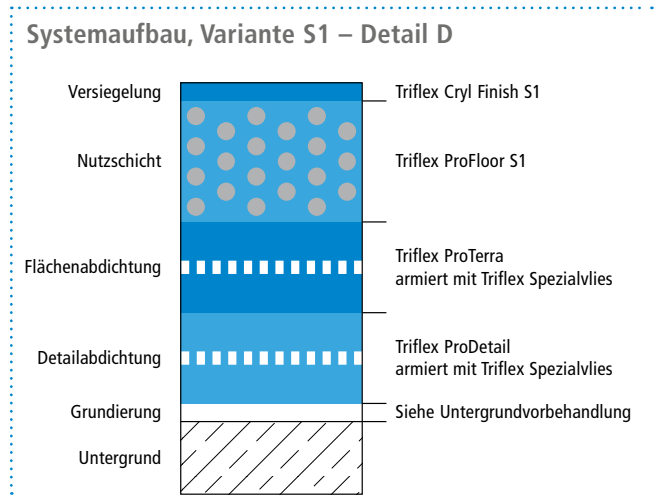 Systemaufbau, Variante S1 – Detail D
Versiegelung
Triflex Cryl Finish S1
Nutzschicht
Triflex ProFloor S1
Flächenabdichtung
Triflex ProTerra
armiert mit Triflex Spezialvlies
Detailabdichtung
Triflex ProDetail
armiert mit Triflex Spezialvlies
Grundierung
Siehe Untergrundvorbehandlung
Untergrund